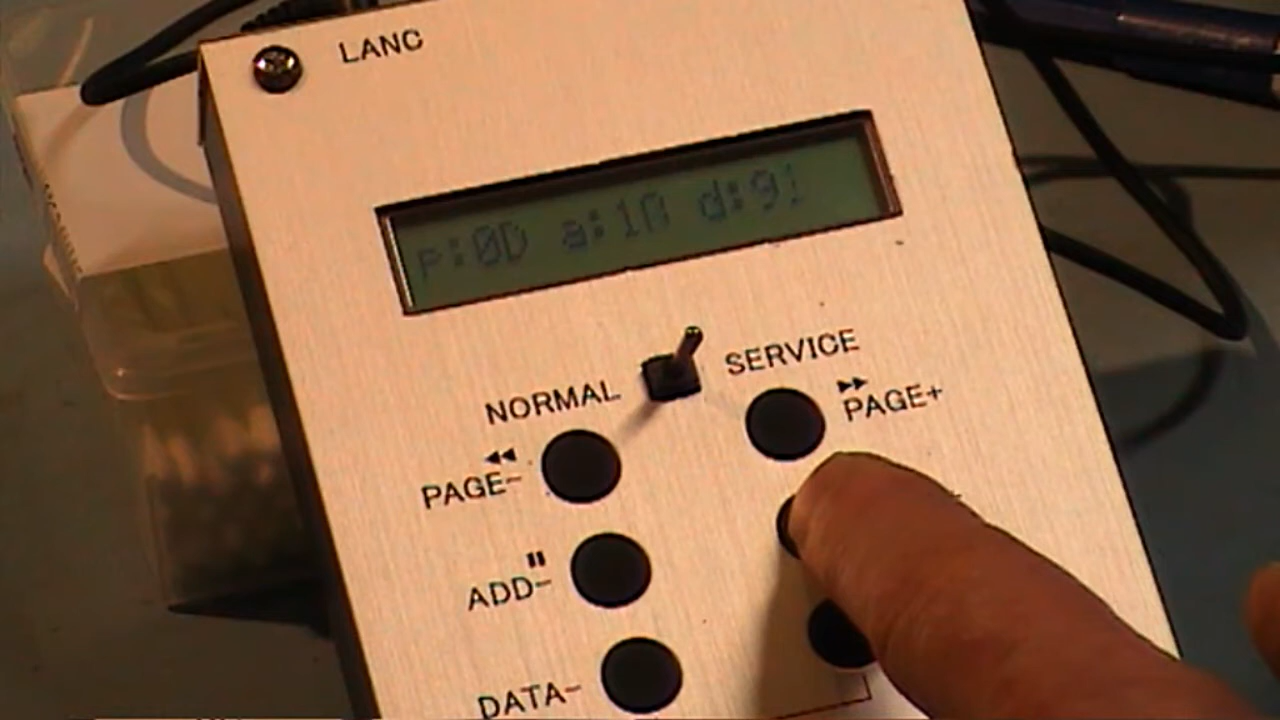 LANC
p:0D a:10 d:91
NORMAL SERVICE
◀◀ ▶▶
PAGE- PAGE+
ADD-
DATA-